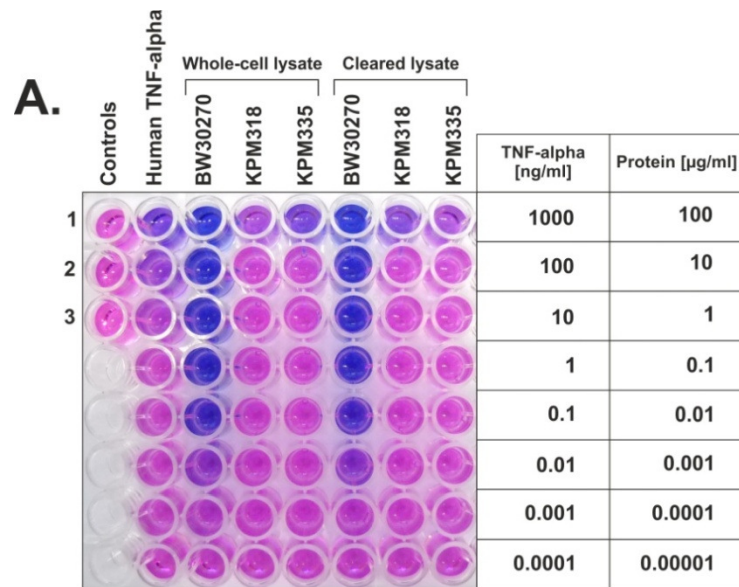 A.
Whole-cell lysate
Cleared lysate
Controls
Human TNF-alpha
BW30270
KPM318
KPM335
BW30270
KPM318
KPM335
TNF-alpha [ng/ml]
Protein [µg/ml]
1
1000
100
2
100
10
3
10
1
1
0.1
0.1
0.01
0.01
0.001
0.001
0.0001
0.0001
0.00001